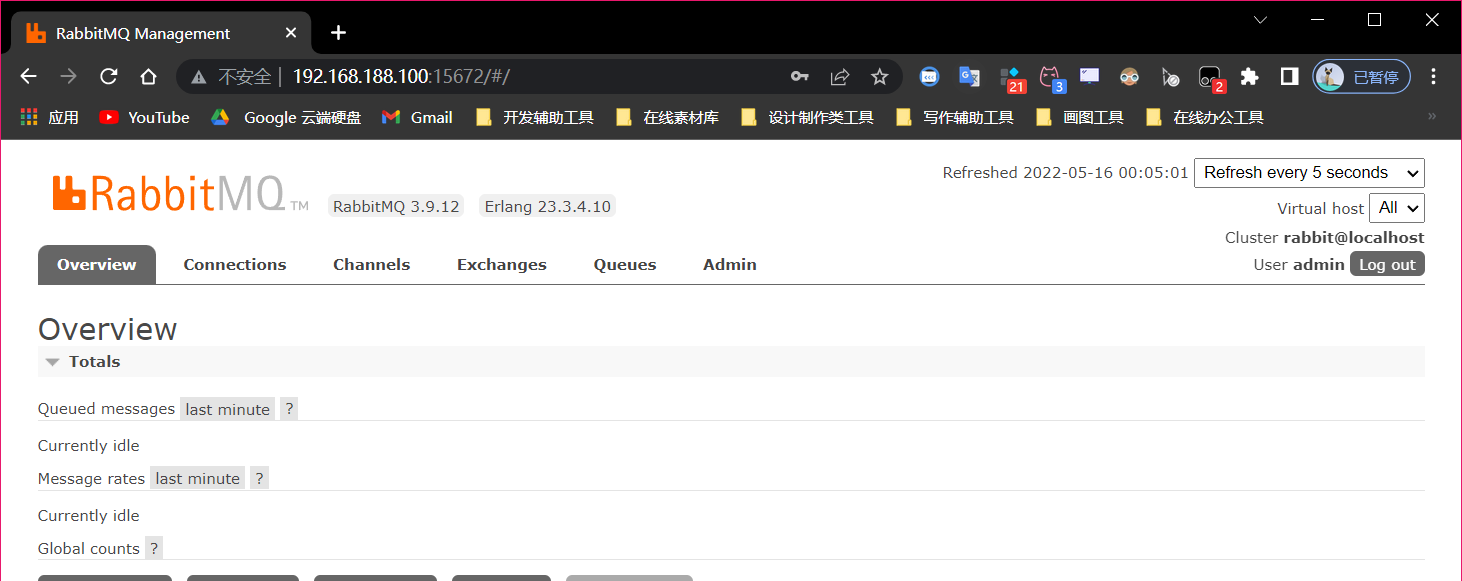 RabbitMQ Management
不安全 192.168.188.100:15672/#/ 21 3 2 已暂停
应用 YouTube Google 云端硬盘 Gmail 开发辅助工具 在线素材库 设计制作类工具 写作辅助工具 画图工具 在线办公工具 »
RabbitMQ TM RabbitMQ 3.9.12 Erlang 23.3.4.10
Refreshed 2022-05-16 00:05:01 Refresh every 5 seconds
Virtual host All
Cluster rabbit@localhost
User admin Log out
Overview Connections Channels Exchanges Queues Admin
Overview
Totals
Queued messages last minute ?
Currently idle
Message rates last minute ?
Currently idle
Global counts ?